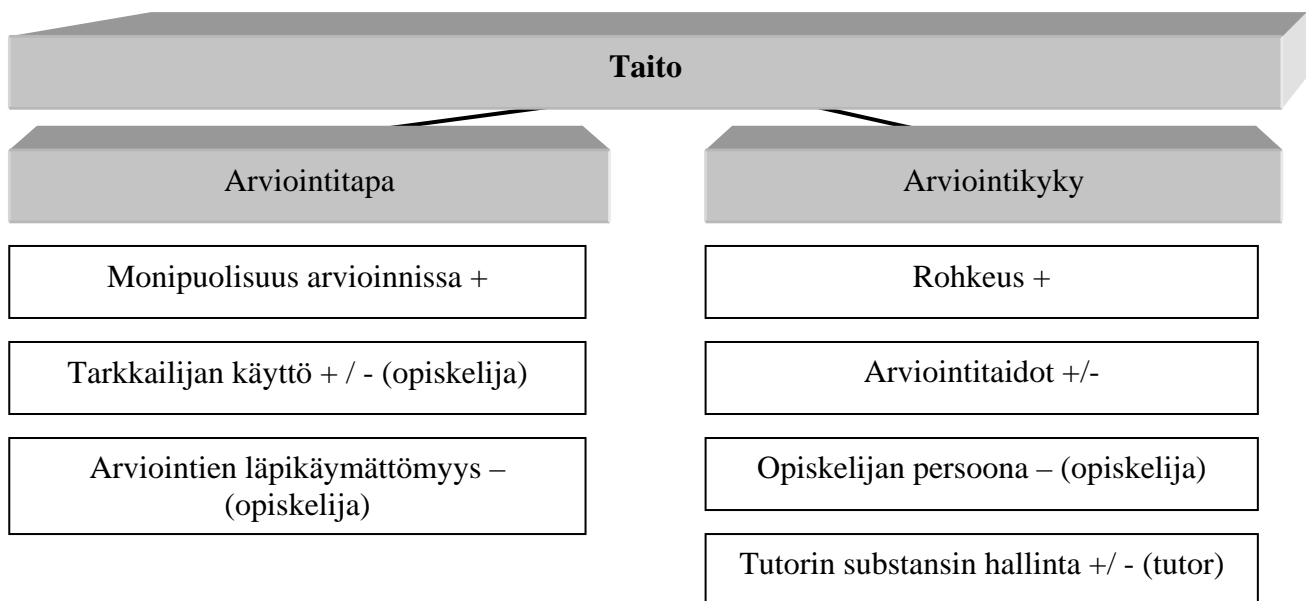 Taito
Arviointitapa
Monipuolisuus arvioinnissa +
Tarkkailijan käyttö + / - (opiskelija)
Arviointien läpikäymättömyys –
(opiskelija)
Arviointikyky
Rohkeus +
Arviointitaidot +/-
Opiskelijan persoona – (opiskelija)
Tutorin substansin hallinta +/ - (tutor)